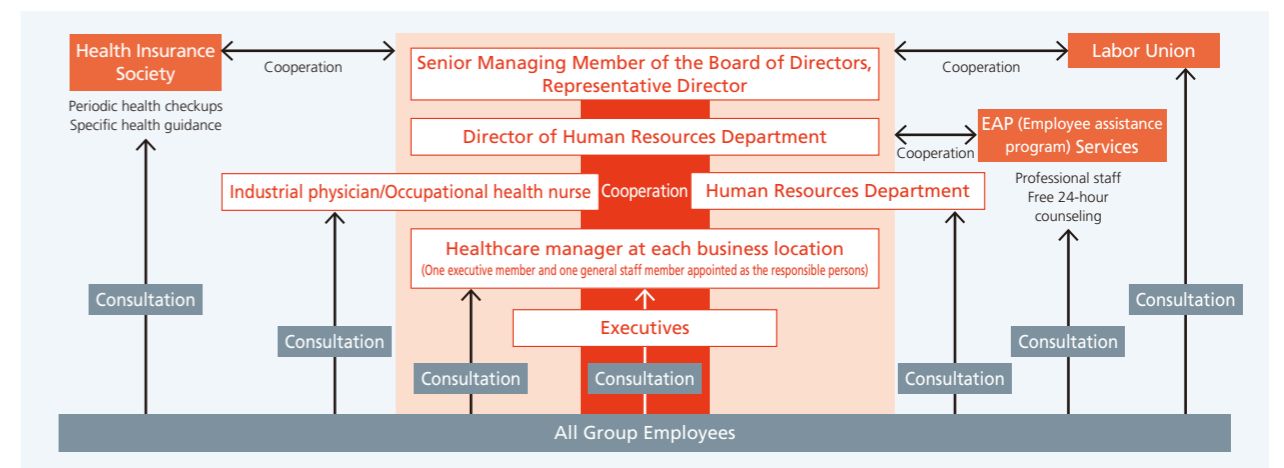 Health Insurance
Society
Cooperation
Senior Managing Member of the Board of Directors,
Representative Director
Cooperation
Labor Union
Periodic health checkups
Specific health guidance
Director of Human Resources Department
Cooperation
EAP (Employee assistance
program) Services
Professional staff
Free 24-hour
counseling
Industrial physician/Occupational health nurse
Cooperation
Human Resources Department
Healthcare manager at each business location
(One executive member and one general staff member appointed as the responsible persons)
Executives
Consultation
Consultation
Consultation
Consultation
Consultation
Consultation
Consultation
All Group Employees